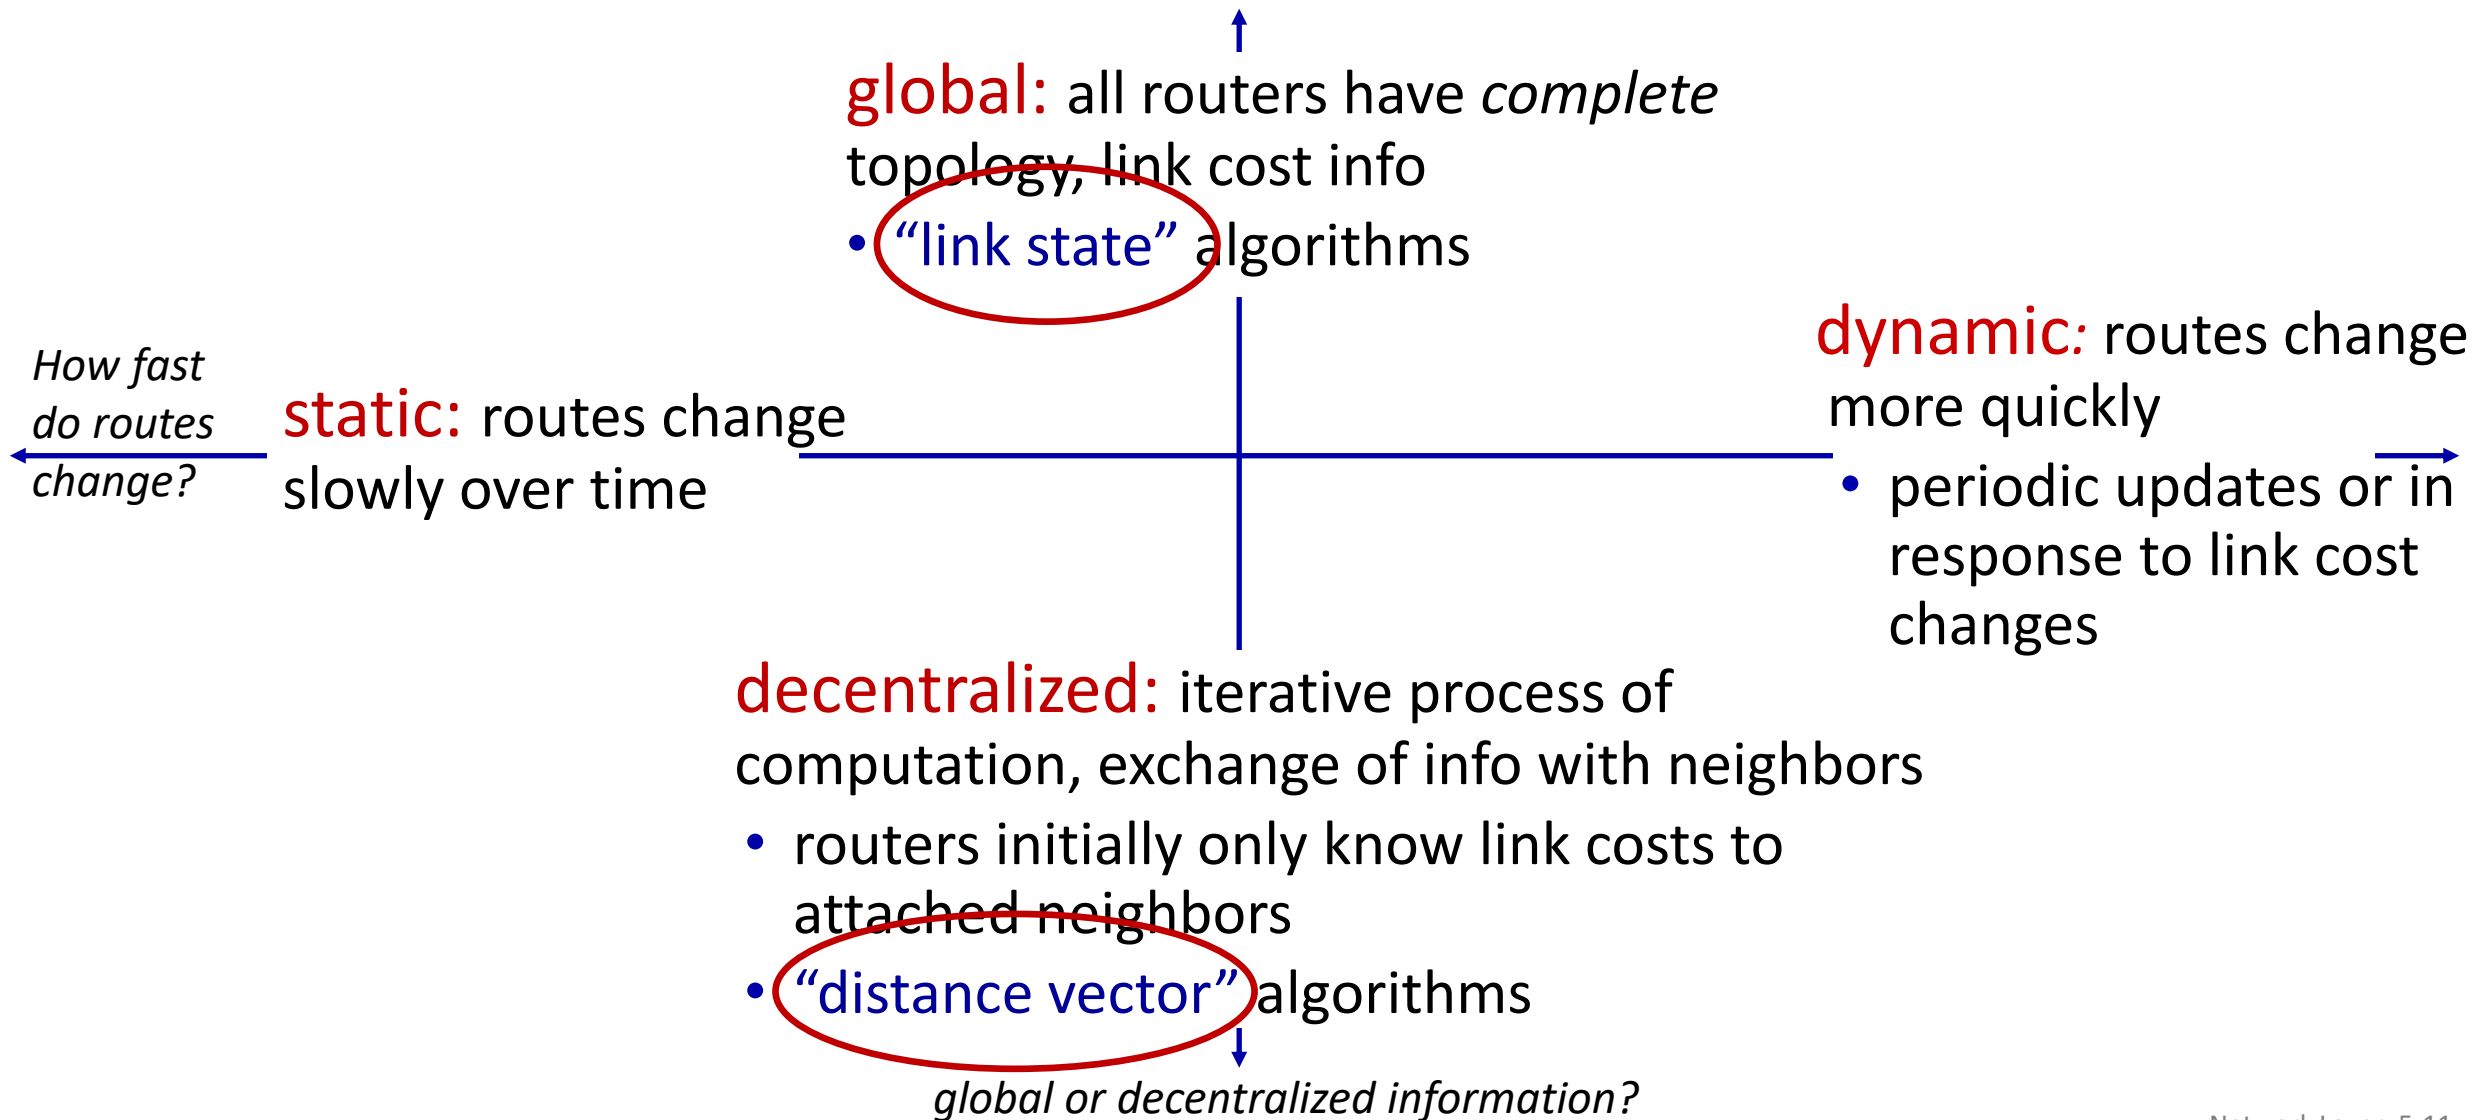 global: all routers have complete
topology, link cost info
• “link state” algorithms
How fast
do routes
change?
static: routes change
slowly over time
dynamic: routes change
more quickly
• periodic updates or in
response to link cost
changes
decentralized: iterative process of
computation, exchange of info with neighbors
• routers initially only know link costs to
attached neighbors
• “distance vector” algorithms
global or decentralized information?